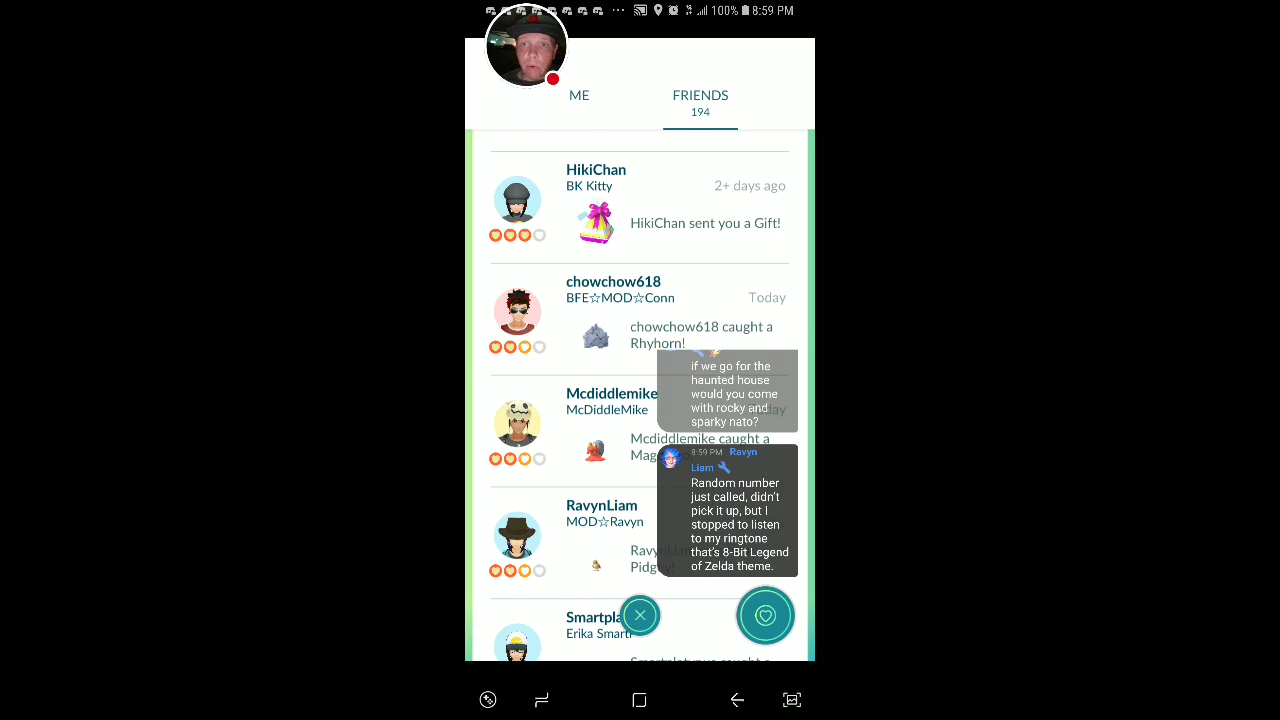 100% 8:59 PM
ME
FRIENDS
194
HikiChan
BK Kitty
2+ days ago
HikiChan sent you a Gift!
chowchow618
BFE☆MOD☆Conn
Today
chowchow618 caught a
Rhyhorn!
if we go for the
haunted house
would you come
with rocky and
sparky nato?
Mcdiddlemike
McDiddleMike
Today
Mcdiddlemike caught a
8:59 PM Ravyn
Liam
Random number
just called, didn't
pick it up, but I
stopped to listen
to my ringtone
that's 8-Bit Legend
of Zelda theme.
RavynLiam
MOD☆Ravyn
Erika Smart